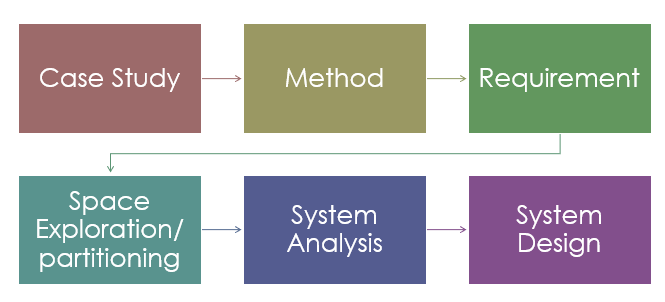 Case Study
Method
Requirement
Space
Exploration/
partitioning
System
Analysis
System
Design